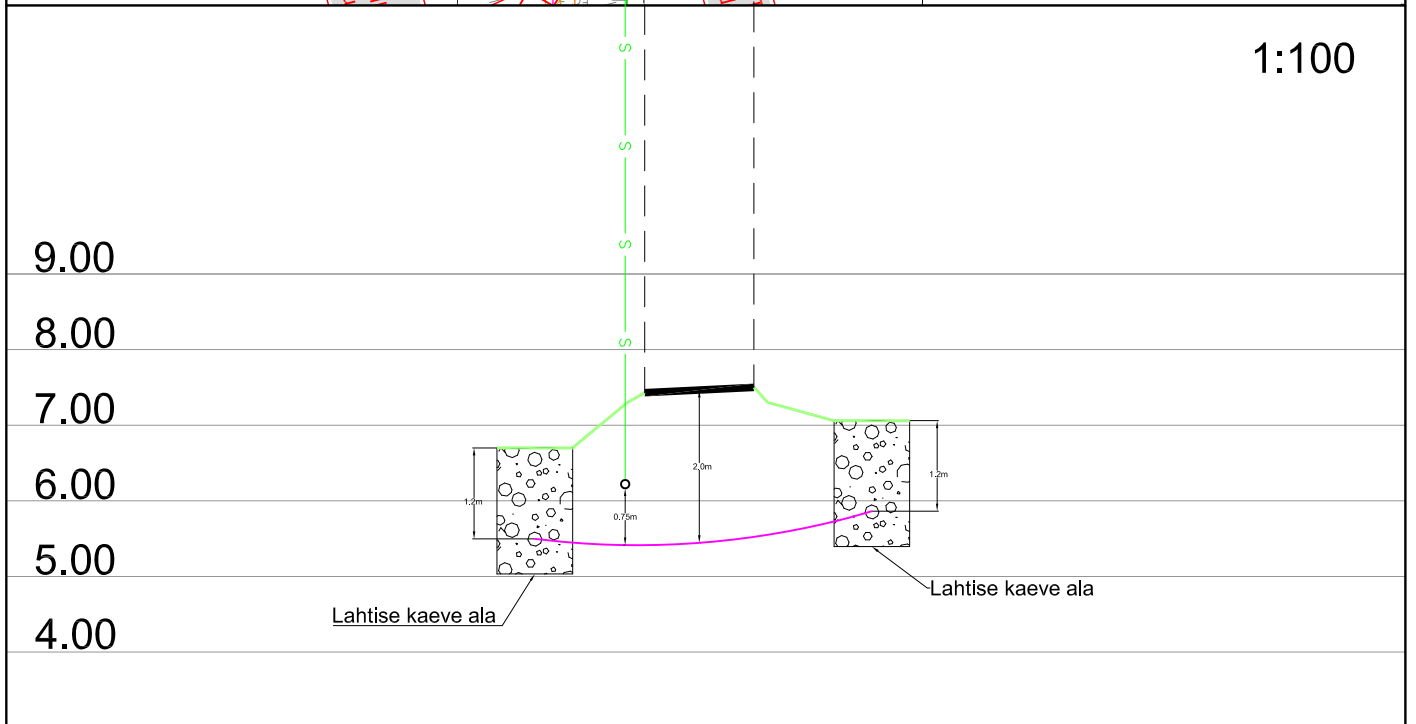 1:100
S
S
S
S
9.00
8.00
7.00
6.00
5.00
4.00
1.2m
0.75m
2.0m
1.2m
Lahtise kaeve ala
Lahtise kaeve ala